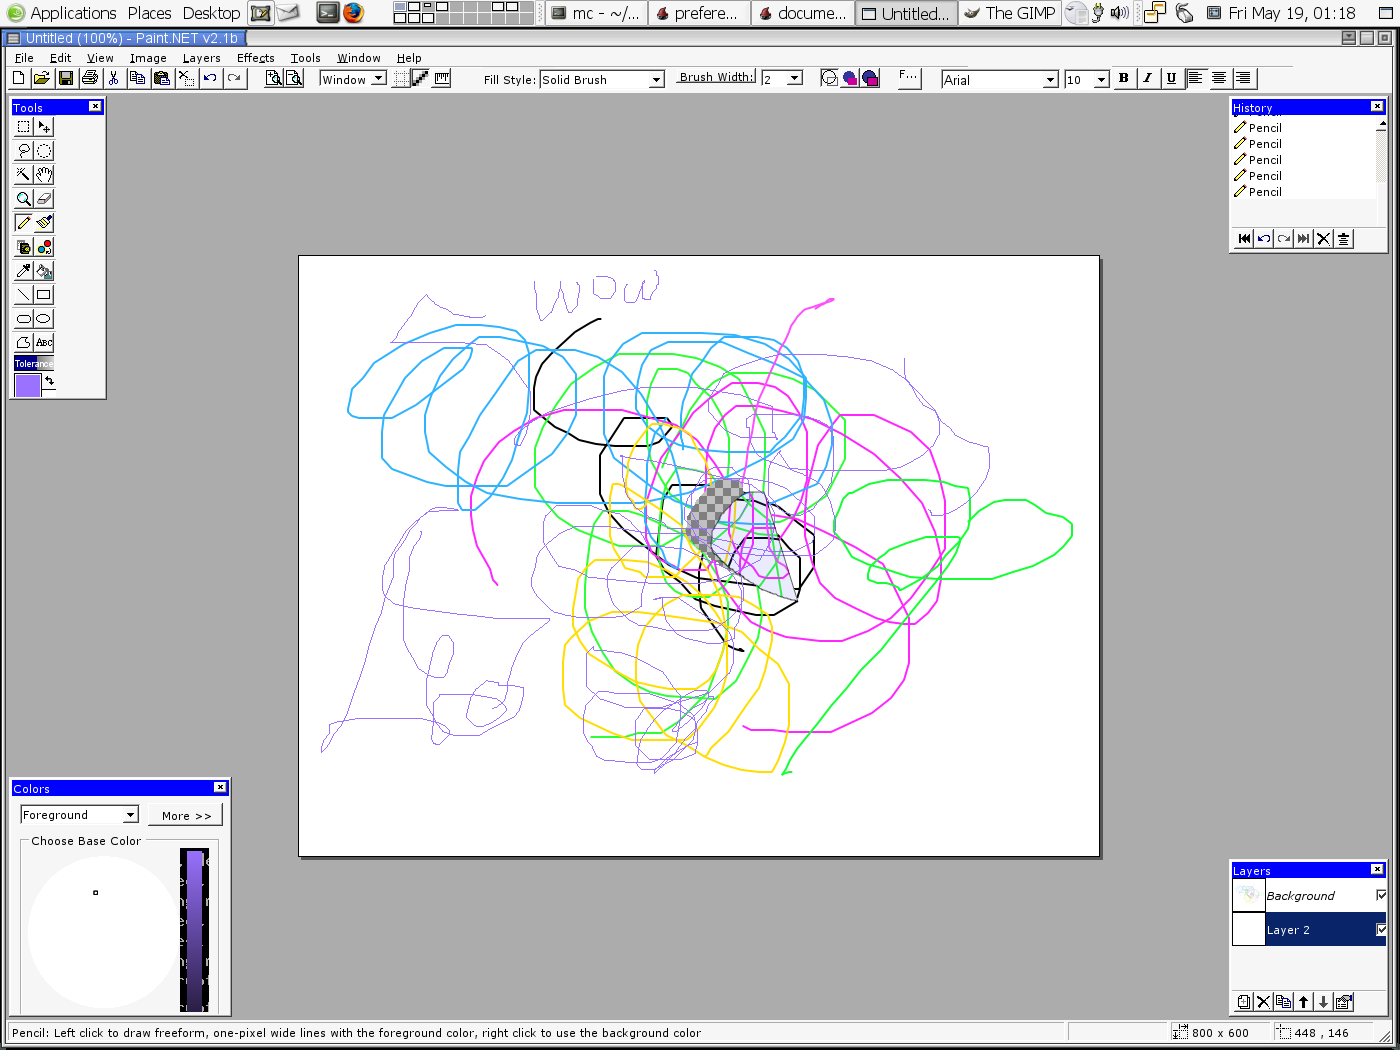 Applications Places Desktop mc - ~/... prefere... docume... Untitled... The GIMP Fri May 19, 01:18
Untitled (100%) - Paint.NET v2.1b
File Edit View Image Layers Effects Tools Window Help
Window Fill Style: Solid Brush Brush Width: 2 F... Arial 10 B I U
Tools
ABC
Tolerance
History
Pencil
Pencil
Pencil
Pencil
Pencil
WOW
Colors
Foreground More >>
Choose Base Color
Layers
Background
Layer 2
Pencil: Left click to draw freeform, one-pixel wide lines with the foreground color, right click to use the background color 800 x 600 448 , 146